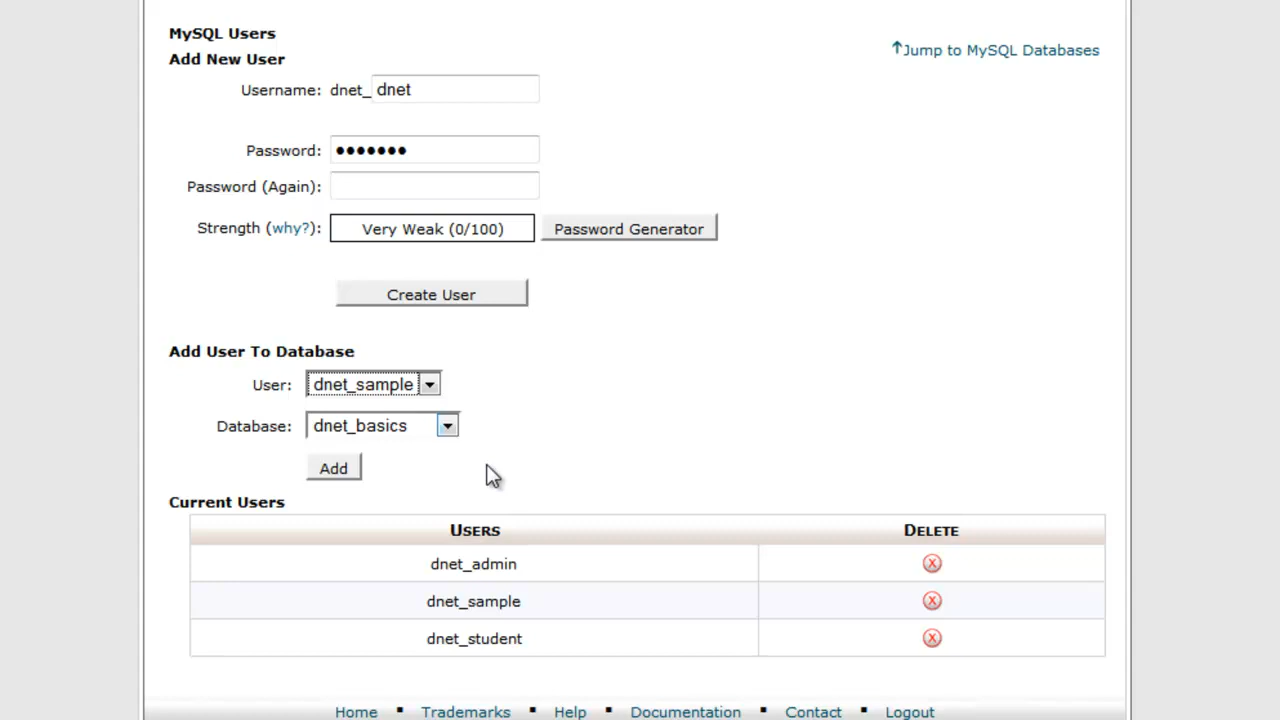 MySQL Users
↑Jump to MySQL Databases
Add New User
Username: dnet_ dnet
Password: •••••••
Password (Again):
Strength (why?): Very Weak (0/100) Password Generator
Create User
Add User To Database
User: dnet_sample
Database: dnet_basics
Add
Current Users
USERS DELETE
dnet_admin X
dnet_sample X
dnet_student X
Home ▪ Trademarks ▪ Help ▪ Documentation ▪ Contact ▪ Logout